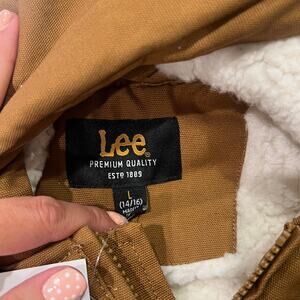 Lee®
PREMIUM QUALITY
ESTD 1889
L
(14/16)